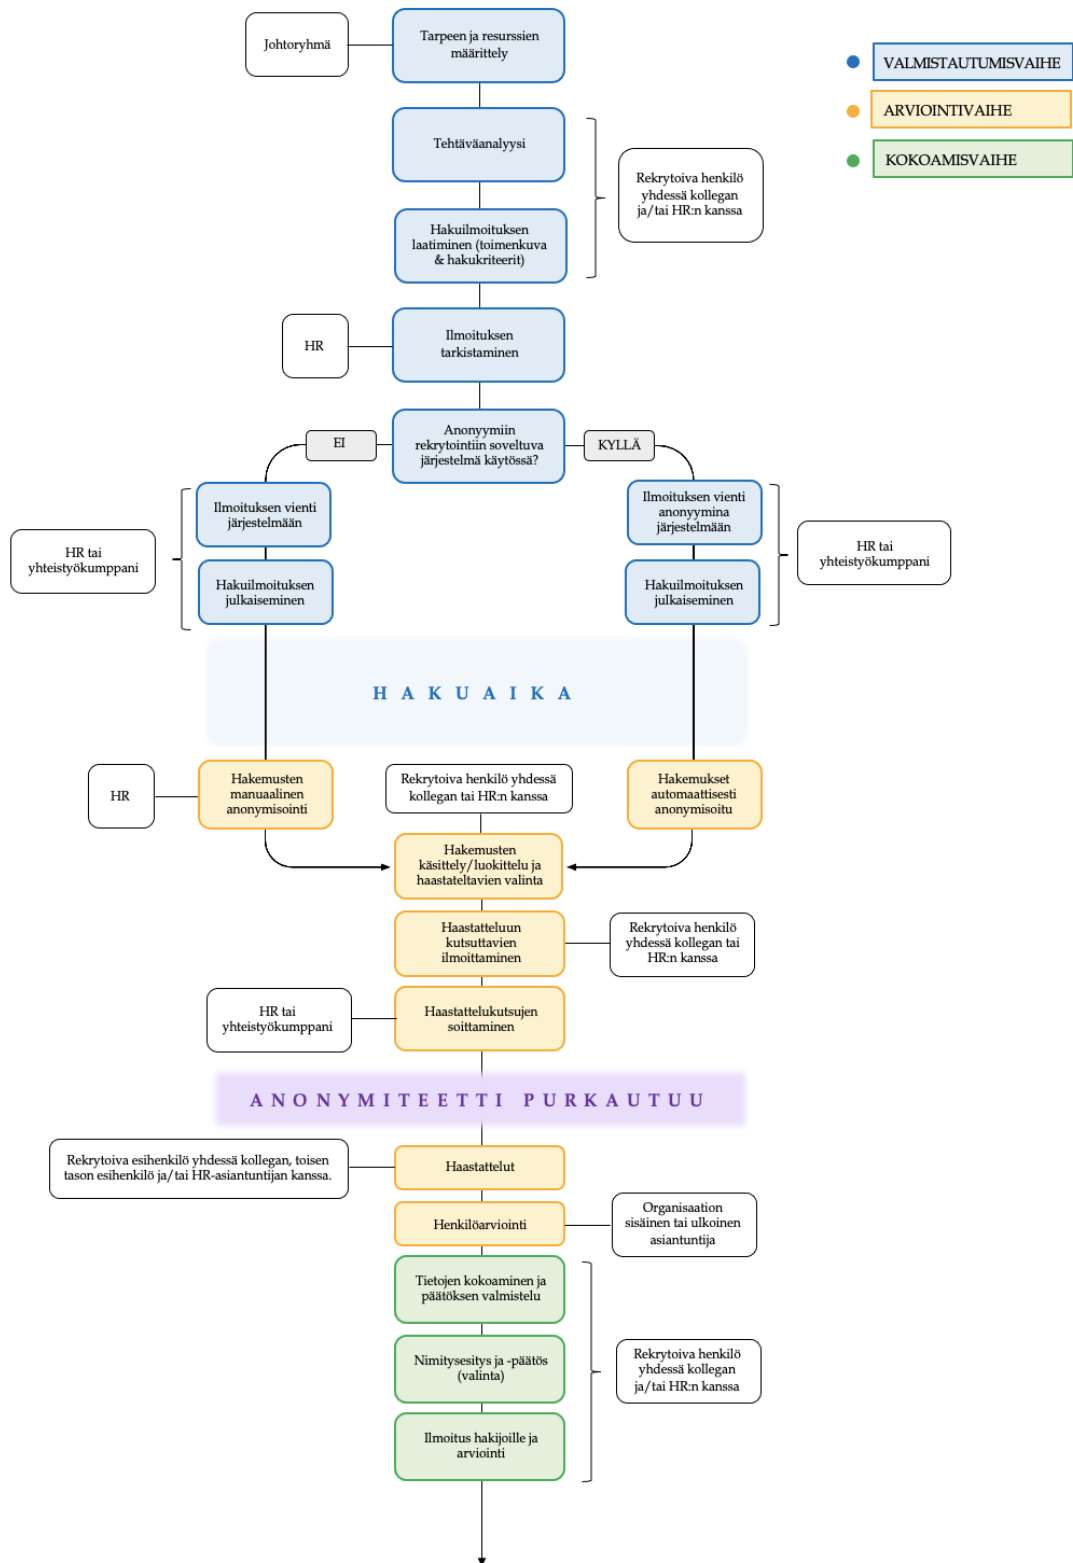 Johtoryhmä
Tarpeen ja resurssien
määrittely
VALMISTAUTUMISVAIHE
ARVIOINTIVAIHE
KOKOAMISVAIHE
Tehtäväanalyysi
Rekrytoiva henkilö
yhdessä kollegan
ja/tai HR:n kanssa
Hakuilmoituksen
laatiminen (toimenkuva
& hakukriteerit)
HR
Ilmoituksen
tarkistaminen
EI
Anonyymiin
rekrytointiin soveltuva
järjestelmä käytössä?
KYLLÄ
Ilmoituksen vienti
järjestelmään
Ilmoituksen vienti
anonyymina
järjestelmään
HR tai
yhteistyökumppani
HR tai
yhteistyökumppani
Hakuilmoituksen
julkaiseminen
Hakuilmoituksen
julkaiseminen
HAKUAIKA
HR
Hakemusten
manuaalinen
anonymisointi
Rekrytoiva henkilö yhdessä
kollegan tai HR:n kanssa
Hakemukset
automaattisesti
anonymisoitu
Hakemusten
käsittely/luokittelu ja
haastateltavien valinta
Haastatteluun
kutsuttavien
ilmoittaminen
Rekrytoiva henkilö
yhdessä kollegan tai
HR:n kanssa
HR tai
yhteistyökumppani
Haastattelukutsujen
soittaminen
ANONYMITEETTI PURKAUTUU
Rekrytoiva esihenkilö yhdessä kollegan, toisen
tason esihenkilö ja/tai HR-asiantuntijan kanssa.
Haastattelut
Henkilöarviointi
Organisaation
sisäinen tai ulkoinen
asiantuntija
Tietojen kokoaminen ja
päätöksen valmistelu
Nimitysesitys ja -päätös
(valinta)
Rekrytoiva henkilö
yhdessä kollegan
ja/tai HR:n kanssa
Ilmoitus hakijoille ja
arviointi